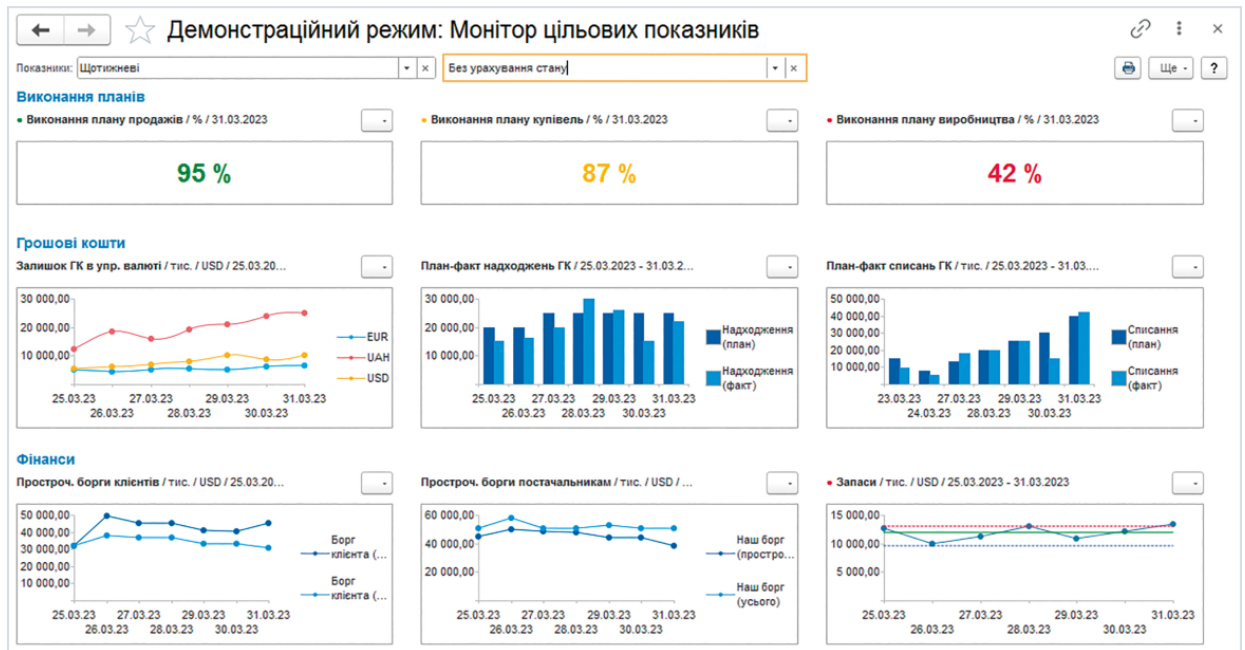 Демонстраційний режим: Монітор цільових показників
Показники: Щотижневі
Без урахування стану
Ще
?
Виконання планів
Виконання плану продажів / % / 31.03.2023
Виконання плану купівель / % / 31.03.2023
Виконання плану виробництва / % / 31.03.2023
95 %
87 %
42 %
Грошові кошти
Залишок ГК в упр. валюті / тис. / USD / 25.03.20...
План-факт надходжень ГК / 25.03.2023 - 31.03.2...
План-факт списань ГК / тис. / 25.03.2023 - 31.03....
30 000,00
20 000,00
10 000,00
EUR
UAH
USD
25.03.23 27.03.23 29.03.23 31.03.23
26.03.23 28.03.23 30.03.23
30 000,00
20 000,00
10 000,00
Надходження
(план)
Надходження
(факт)
25.03.23 27.03.23 29.03.23 31.03.23
26.03.23 28.03.23 30.03.23
50 000,00
40 000,00
30 000,00
20 000,00
10 000,00
Списання
(план)
Списання
(факт)
23.03.23 27.03.23 29.03.23 31.03.23
24.03.23 28.03.23 30.03.23
Фінанси
Простроч. борги клієнтів / тис. / USD / 25.03.20...
Простроч. борги постачальникам / тис. / USD / ...
Запаси / тис. / USD / 25.03.2023 - 31.03.2023
50 000,00
40 000,00
30 000,00
20 000,00
10 000,00
Борг
клієнта (...
Борг
клієнта (...
25.03.23 27.03.23 29.03.23 31.03.23
26.03.23 28.03.23 30.03.23
60 000,00
40 000,00
20 000,00
Наш борг
(простро...
Наш борг
(усього)
25.03.23 27.03.23 29.03.23 31.03.23
26.03.23 28.03.23 30.03.23
15 000,00
10 000,00
5 000,00
25.03.23 27.03.23 29.03.23 31.03.23
26.03.23 28.03.23 30.03.23